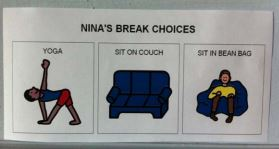 NINA'S BREAK CHOICES
YOGA
SIT ON COUCH
SIT IN BEAN BAG